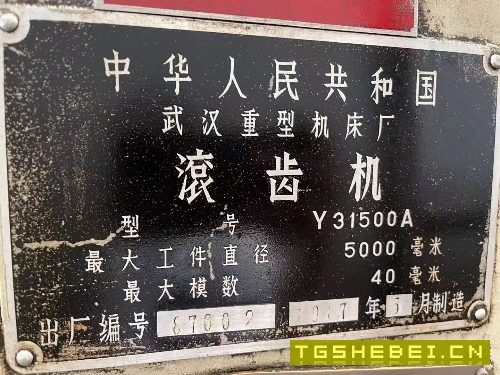 中华人民共和国
武汉重型机床厂
滚齿机
型号 Y31500A
最大工件直径 5000 毫米
最大模数 40 毫米
出厂编号 87002 年 月制造
TGSHEBEI.CN